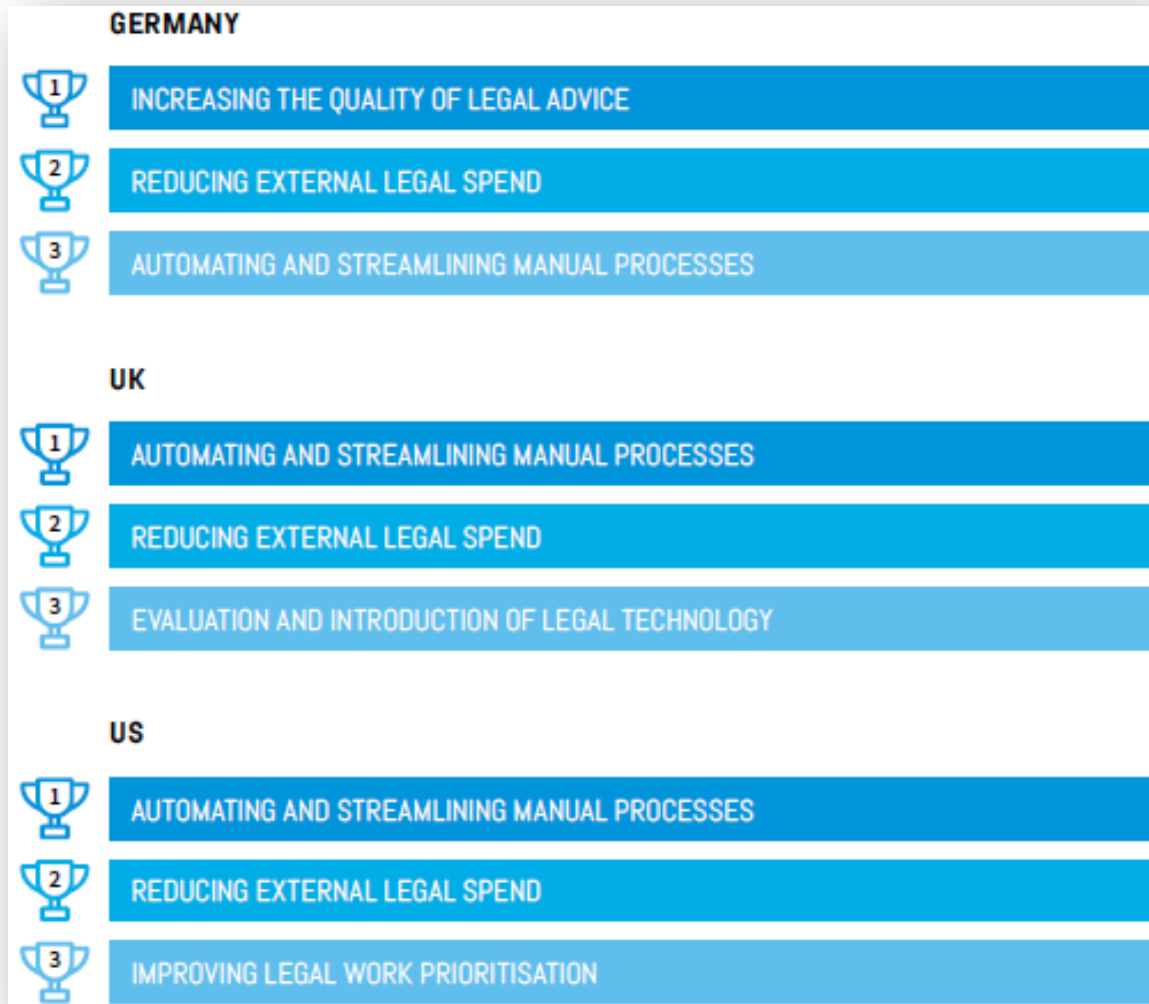 GERMANY
1 INCREASING THE QUALITY OF LEGAL ADVICE
2 REDUCING EXTERNAL LEGAL SPEND
3 AUTOMATING AND STREAMLINING MANUAL PROCESSES
UK
1 AUTOMATING AND STREAMLINING MANUAL PROCESSES
2 REDUCING EXTERNAL LEGAL SPEND
3 EVALUATION AND INTRODUCTION OF LEGAL TECHNOLOGY
US
1 AUTOMATING AND STREAMLINING MANUAL PROCESSES
2 REDUCING EXTERNAL LEGAL SPEND
3 IMPROVING LEGAL WORK PRIORITISATION